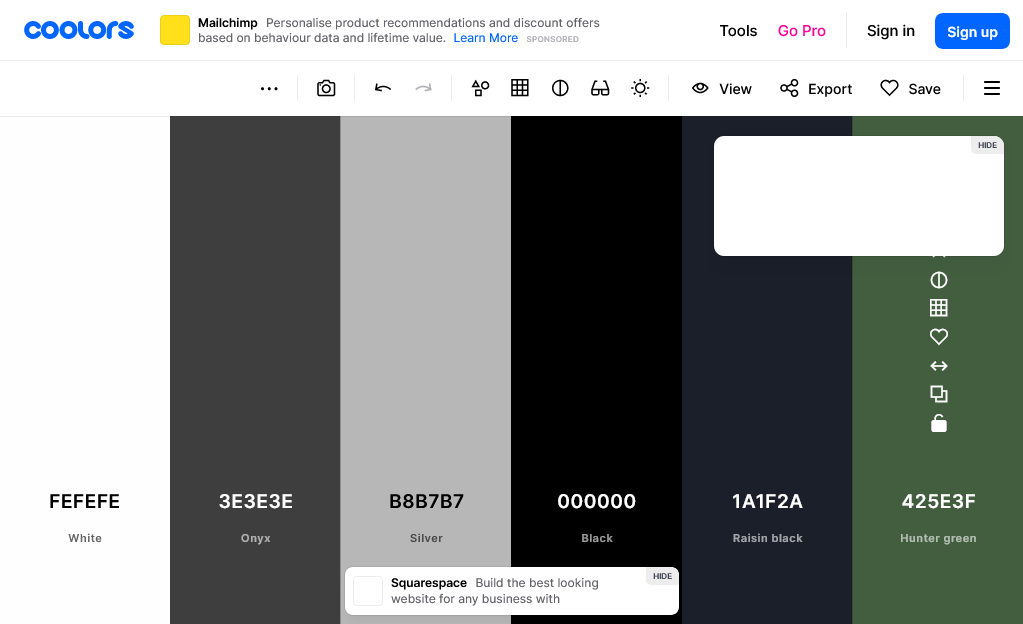 coolors
Mailchimp Personalise product recommendations and discount offers
based on behaviour data and lifetime value. Learn More SPONSORED
Tools
Go Pro
Sign in
Sign up
View
Export
Save
HIDE
FEFEFE
White
3E3E3E
Onyx
B8B7B7
Silver
000000
Black
1A1F2A
Raisin black
425E3F
Hunter green
HIDE
Squarespace Build the best looking
website for any business with